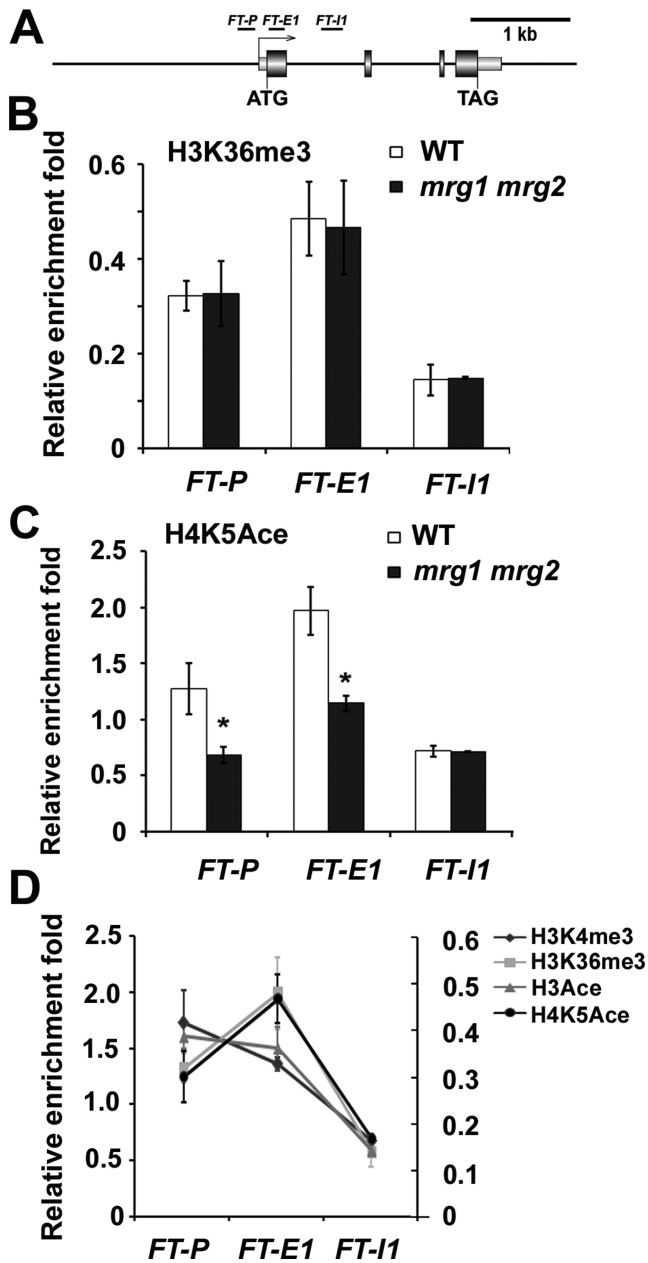 A
FT-P FT-E1 FT-I1
1 kb
ATG TAG
B
H3K36me3
WT
mrg1 mrg2
Relative enrichment fold
0.6
0.4
0.2
0
FT-P FT-E1 FT-I1
C
H4K5Ace
WT
mrg1 mrg2
Relative enrichment fold
2.5
2.0
1.5
1.0
0.5
0
*
*
FT-P FT-E1 FT-I1
D
Relative enrichment fold
2.5
2.0
1.5
1.0
0.5
0
0.6
0.5
0.4
0.3
0.2
0.1
0
H3K4me3
H3K36me3
H3Ace
H4K5Ace
FT-P FT-E1 FT-I1